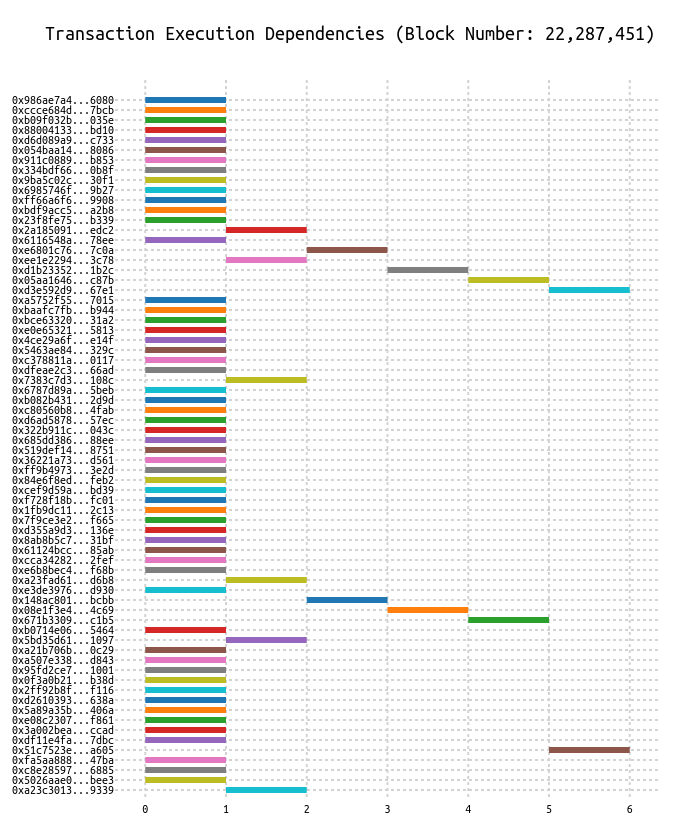 Transaction Execution Dependencies (Block Number: 22,287,451)
0x986ae7a4...6080
0xccce684d...7bcb
0xb09f032b...035e
0x88004133...bd10
0xd6d089a9...c733
0x054baa14...8086
0x911c0889...b853
0x334bdf66...0b8f
0x9ba5c02c...30f1
0x6985746f...9b27
0xff66a6f6...9908
0xbdf9acc5...a2b8
0x23f8fe75...b339
0x2a185091...edc2
0x6116548a...78ee
0xe6801c76...7c0a
0xee1e2294...3c78
0xd1b23352...1b2c
0x05aa1646...c87b
0xd3e592d9...67e1
0xa5752f55...7015
0xbaafc7fb...b944
0xbce63320...31a2
0xe0e65321...5813
0x4ce29a6f...e14f
0x5463ae84...329c
0xc378811a...0117
0xdfeae2c3...66ad
0x7383c7d3...108c
0x6787d89a...5beb
0xb082b431...2d9d
0xc80560b8...4fab
0xd6ad5878...57ec
0x322b911c...043c
0x685dd386...88ee
0x519def14...8751
0x36221a73...d561
0xff9b4973...3e2d
0x84e6f8ed...feb2
0xcef9d59a...bd39
0xf728f18b...fc01
0x1fb9dc11...2c13
0x7f9ce3e2...f665
0xd355a9d3...136e
0x8ab8b5c7...31bf
0x61124bcc...85ab
0xcca34282...2fef
0xe6b8bec4...f68b
0xa23fad61...d6b8
0xe3de3976...d930
0x148ac801...bcbb
0x08e1f3e4...4c69
0x671b3309...c1b5
0xb0714e06...5464
0x5bd35d61...1097
0xa21b706b...0c29
0xa507e338...d843
0x95fd2ce7...1001
0x0f3a0b21...b38d
0x2ff92b8f...f116
0xd2610393...638a
0x5a89a35b...406a
0xe08c2307...f861
0x3a002bea...ccad
0xdf11e4fa...7dbc
0x51c7523e...a605
0xfa5aa888...47ba
0xc8e28597...6885
0x5026aae0...bee3
0xa23c3013...9339
0 1 2 3 4 5 6